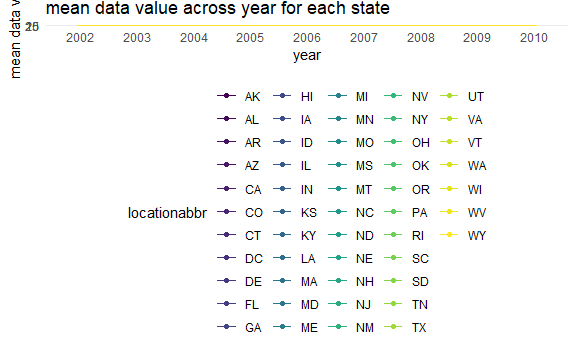 mean data value across year for each state
mean data v
2002 2003 2004 2005 2006 2007 2008 2009 2010
year
locationabbr
AK HI MI NV UT
AL IA MN NY VA
AR ID MO OH VT
AZ IL MS OK WA
CA IN MT OR WI
CO KS NC PA WV
CT KY ND RI WY
DC LA NE SC
DE MA NH SD
FL MD NJ TN
GA ME NM TX